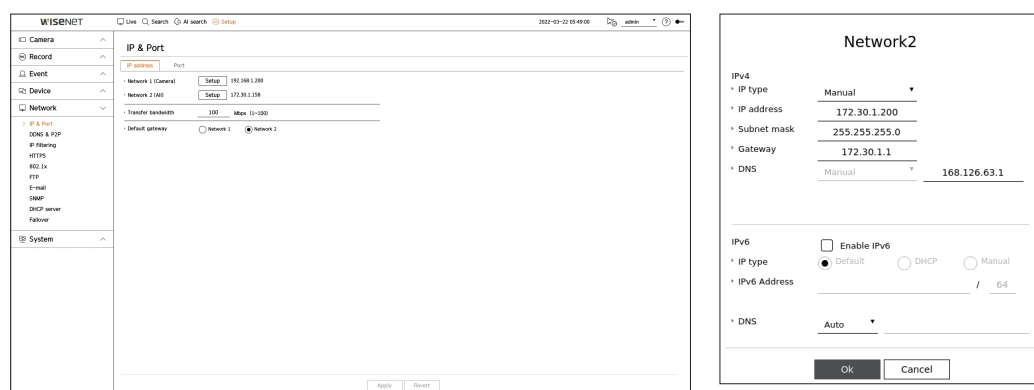 WISENET
Live Search AI search Setup
2022-03-22 05:49:00 admin ?
Camera
Record
Event
Device
Network
IP & Port
DDNS & P2P
IP filtering
HTTPS
802.1x
FTP
E-mail
SNMP
DHCP server
Failover
System
IP & Port
IP address Port
Network 1 (Camera) Setup 192.168.1.200
Network 2 (All) Setup 172.30.1.158
Transfer bandwidth 100 Mbps (1~100)
Default gateway Network 1 Network 2
Apply Revert
Network2
IPv4
IP type Manual
IP address 172.30.1.200
Subnet mask 255.255.255.0
Gateway 172.30.1.1
DNS Manual 168.126.63.1
IPv6 Enable IPv6
IP type Default DHCP Manual
IPv6 Address / 64
DNS Auto
Ok Cancel